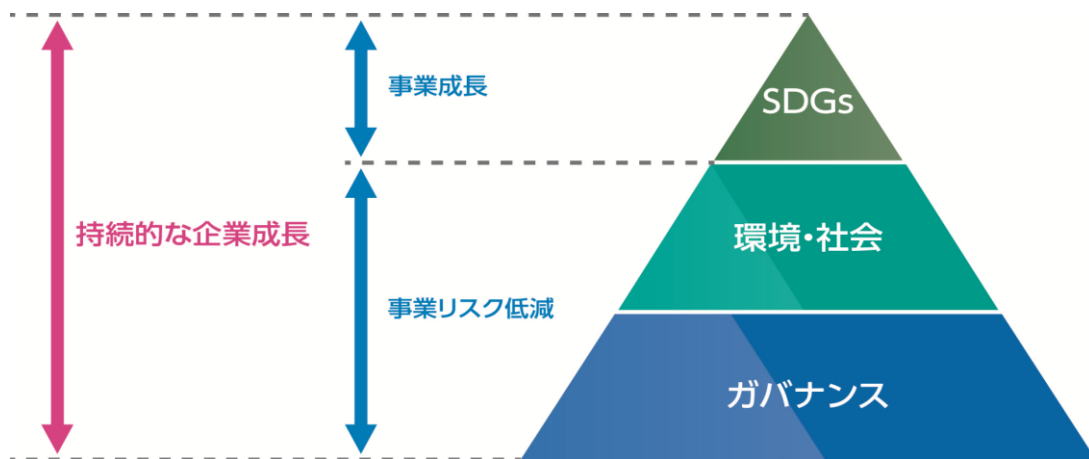 事業成長
SDGs
持続的な企業成長
環境・社会
事業リスク低減
ガバナンス